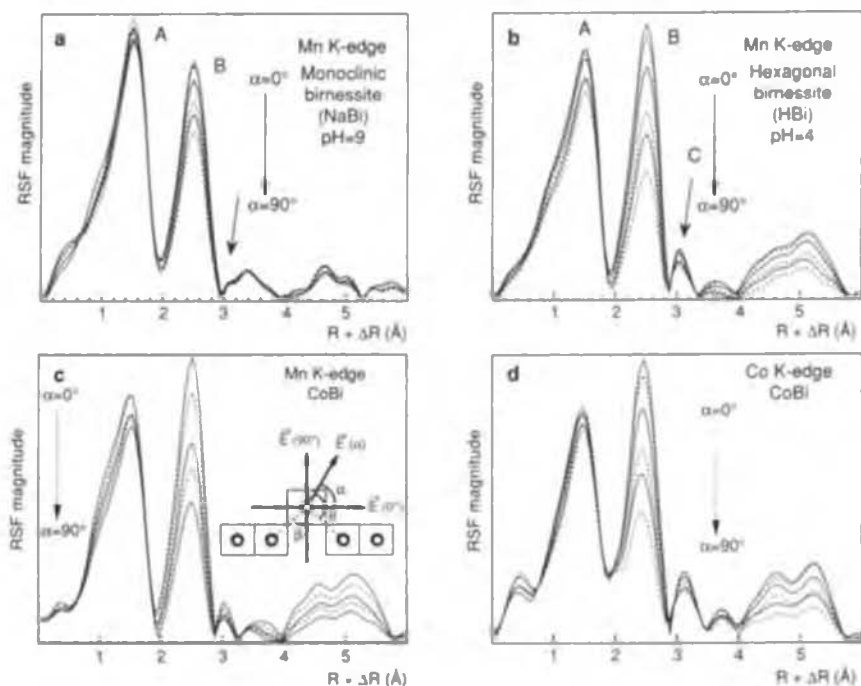 a
A
B
Mn K-edge
Monoclinic
birnessite
(NaBi)
pH=9
α=0°
α=90°
RSF magnitude
1 2 3 4 5
R + ΔR (Å)
b
A
B
C
Mn K-edge
Hexagonal
birnessite
(HBi)
pH=4
α=0°
α=90°
RSF magnitude
1 2 3 4 5
R + ΔR (Å)
c
Mn K-edge
CoBi
α=0°
α=90°
E (90°)
E (α)
α
E (0°)
β
RSF magnitude
1 2 3 4 5
R + ΔR (Å)
d
Co K-edge
CoBi
α=0°
α=90°
RSF magnitude
1 2 3 4 5
R + ΔR (Å)